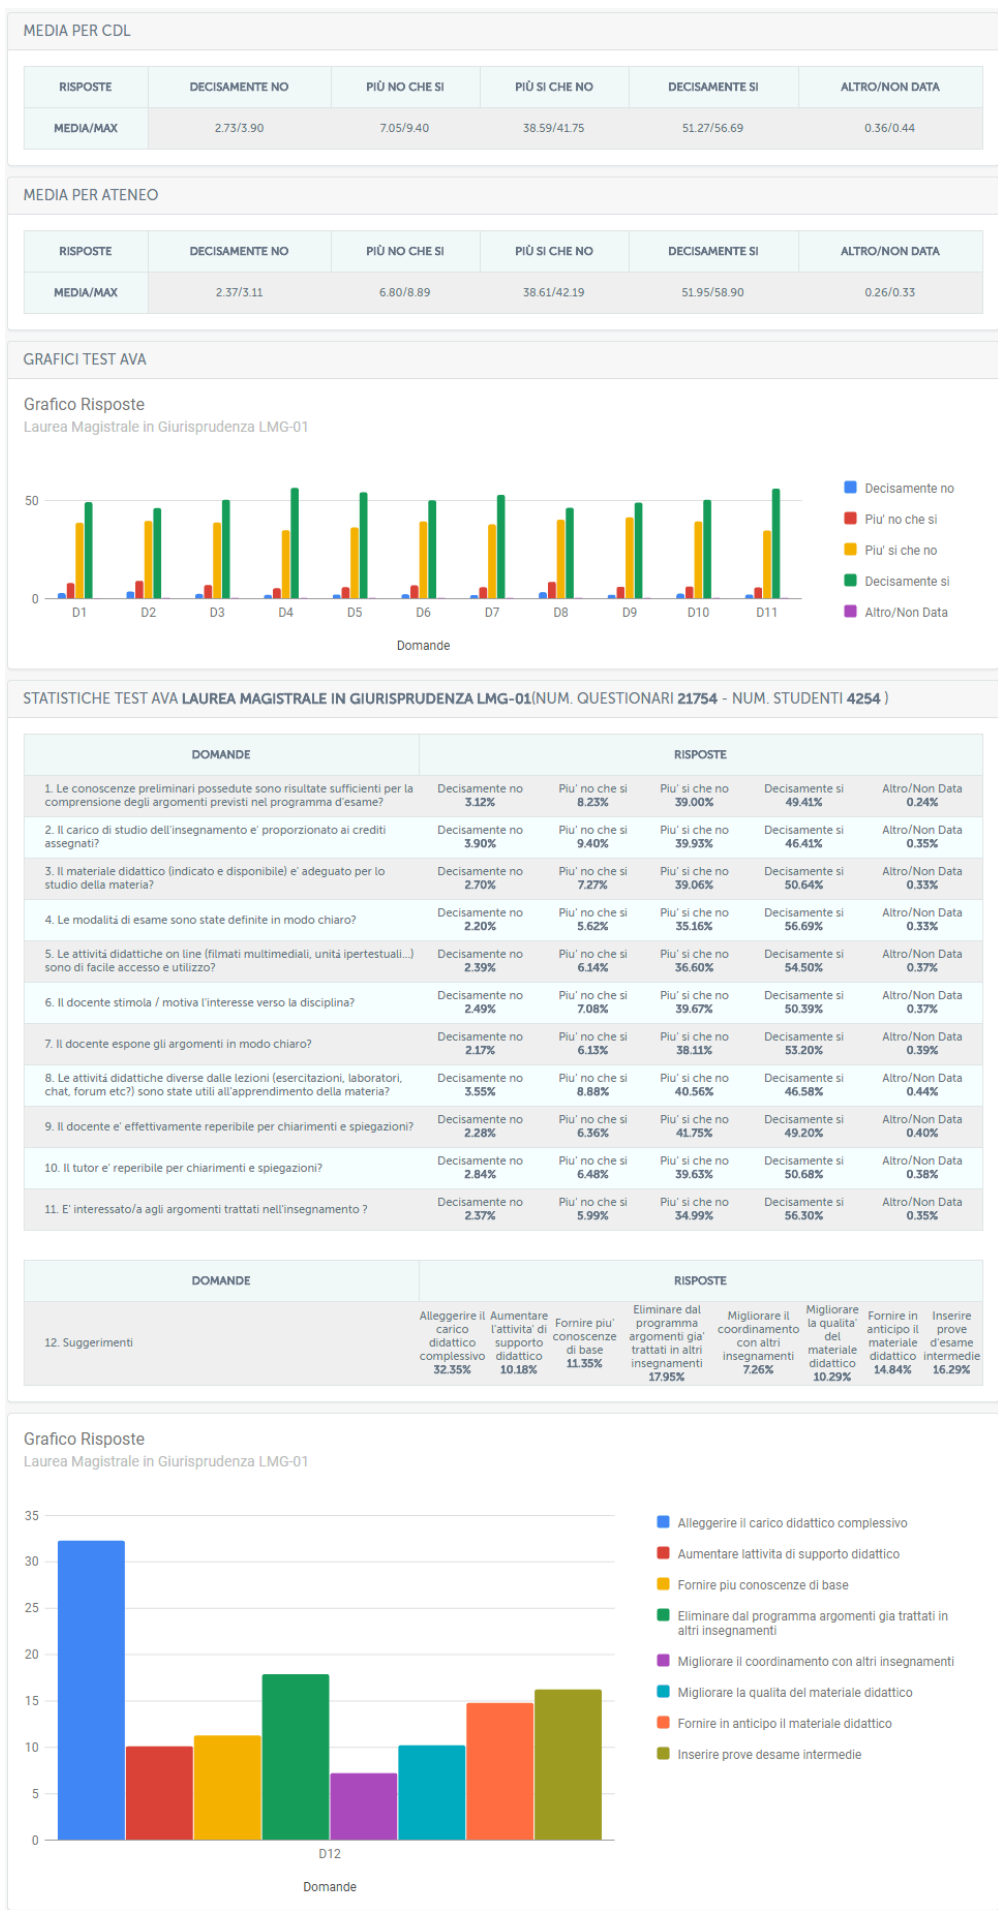 MEDIA PER CDL
RISPOSTE DECISAMENTE NO PIÙ NO CHE SI PIÙ SI CHE NO DECISAMENTE SI ALTRO/NON DATA
MEDIA/MAX 2.73/3.90 7.05/9.40 38.59/41.75 51.27/56.69 0.36/0.44
MEDIA PER ATENEO
RISPOSTE DECISAMENTE NO PIÙ NO CHE SI PIÙ SI CHE NO DECISAMENTE SI ALTRO/NON DATA
MEDIA/MAX 2.37/3.11 6.80/8.89 38.61/42.19 51.95/58.90 0.26/0.33
GRAFICI TEST AVA
Grafico Risposte
Laurea Magistrale in Giurisprudenza LMG-01
50
0
D1 D2 D3 D4 D5 D6 D7 D8 D9 D10 D11
Domande
Decisamente no
Piu' no che si
Piu' si che no
Decisamente si
Altro/Non Data
STATISTICHE TEST AVA LAUREA MAGISTRALE IN GIURISPRUDENZA LMG-01(NUM. QUESTIONARI 21754 - NUM. STUDENTI 4254 )
DOMANDE RISPOSTE
1. Le conoscenze preliminari possedute sono risultate sufficienti per la
comprensione degli argomenti previsti nel programma d'esame?
Decisamente no Piu' no che si Piu' si che no Decisamente si Altro/Non Data
3.12% 8.23% 39.00% 49.41% 0.24%
2. Il carico di studio dell'insegnamento e' proporzionato ai crediti
assegnati?
Decisamente no Piu' no che si Piu' si che no Decisamente si Altro/Non Data
3.90% 9.40% 39.93% 46.41% 0.35%
3. Il materiale didattico (indicato e disponibile) e' adeguato per lo
studio della materia?
Decisamente no Piu' no che si Piu' si che no Decisamente si Altro/Non Data
2.70% 7.27% 39.06% 50.64% 0.33%
4. Le modalitá di esame sono state definite in modo chiaro?
Decisamente no Piu' no che si Piu' si che no Decisamente si Altro/Non Data
2.20% 5.62% 35.16% 56.69% 0.33%
5. Le attivitá didattiche on line (filmati multimediali, unitá ipertestuali...)
sono di facile accesso e utilizzo?
Decisamente no Piu' no che si Piu' si che no Decisamente si Altro/Non Data
2.39% 6.14% 36.60% 54.50% 0.37%
6. Il docente stimola / motiva l'interesse verso la disciplina?
Decisamente no Piu' no che si Piu' si che no Decisamente si Altro/Non Data
2.49% 7.08% 39.67% 50.39% 0.37%
7. Il docente espone gli argomenti in modo chiaro?
Decisamente no Piu' no che si Piu' si che no Decisamente si Altro/Non Data
2.17% 6.13% 38.11% 53.20% 0.39%
8. Le attivitá didattiche diverse dalle lezioni (esercitazioni, laboratori,
chat, forum etc?) sono state utili all'apprendimento della materia?
Decisamente no Piu' no che si Piu' si che no Decisamente si Altro/Non Data
3.55% 8.88% 40.56% 46.58% 0.44%
9. Il docente e' effettivamente reperibile per chiarimenti e spiegazioni?
Decisamente no Piu' no che si Piu' si che no Decisamente si Altro/Non Data
2.28% 6.36% 41.75% 49.20% 0.40%
10. Il tutor e' reperibile per chiarimenti e spiegazioni?
Decisamente no Piu' no che si Piu' si che no Decisamente si Altro/Non Data
2.84% 6.48% 39.63% 50.68% 0.38%
11. E' interessato/a agli argomenti trattati nell'insegnamento ?
Decisamente no Piu' no che si Piu' si che no Decisamente si Altro/Non Data
2.37% 5.99% 34.99% 56.30% 0.35%
DOMANDE RISPOSTE
12. Suggerimenti
Alleggerire il
carico
didattico
complessivo
32.35%
Aumentare
l'attivita' di
supporto
didattico
10.18%
Fornire piu'
conoscenze
di base
11.35%
Eliminare dal
programma
argomenti gia'
trattati in altri
insegnamenti
17.95%
Migliorare il
coordinamento
con altri
insegnamenti
7.26%
Migliorare
la qualita'
del
materiale
didattico
10.29%
Fornire in
anticipo il
materiale
didattico
14.84%
Inserire
prove
d'esame
intermedie
16.29%
Grafico Risposte
Laurea Magistrale in Giurisprudenza LMG-01
35
30
25
20
15
10
5
0
D12
Domande
Alleggerire il carico didattico complessivo
Aumentare lattivita di supporto didattico
Fornire piu conoscenze di base
Eliminare dal programma argomenti gia trattati in
altri insegnamenti
Migliorare il coordinamento con altri insegnamenti
Migliorare la qualita del materiale didattico
Fornire in anticipo il materiale didattico
Inserire prove desame intermedie